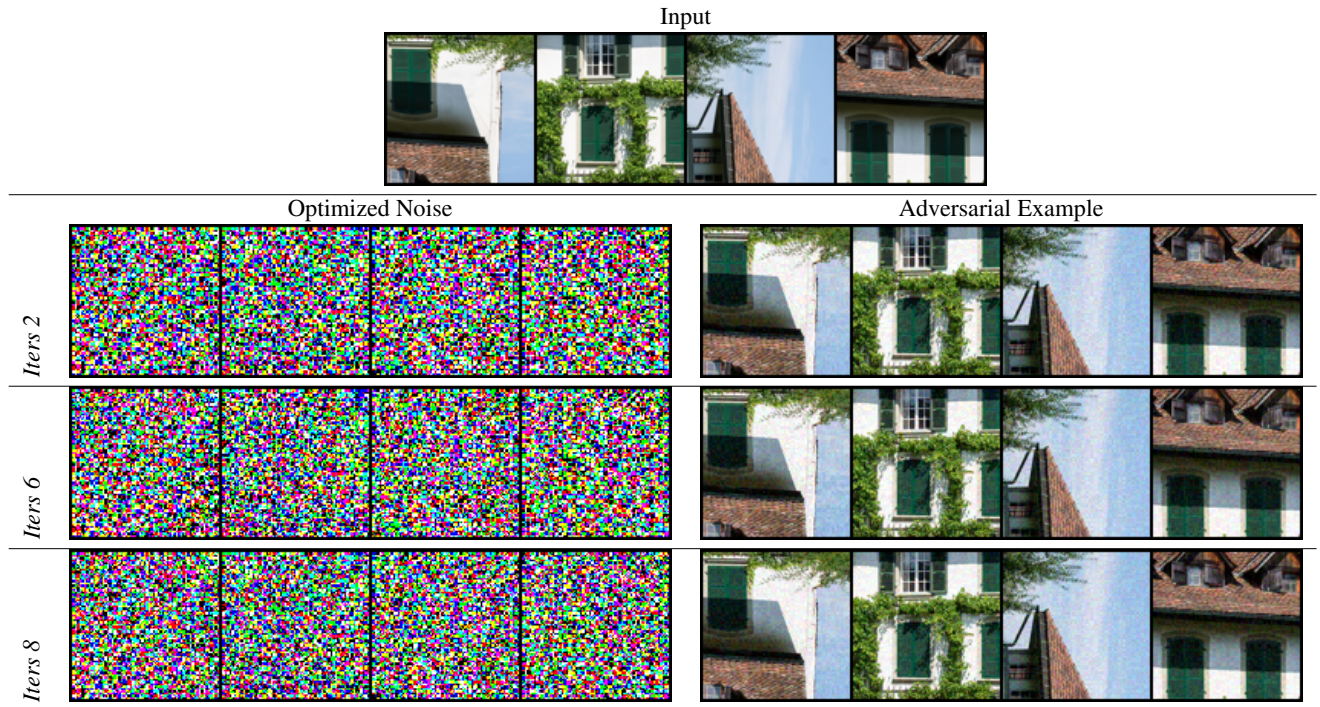 Input
Optimized Noise
Adversarial Example
Iters 2
Iters 6
Iters 8